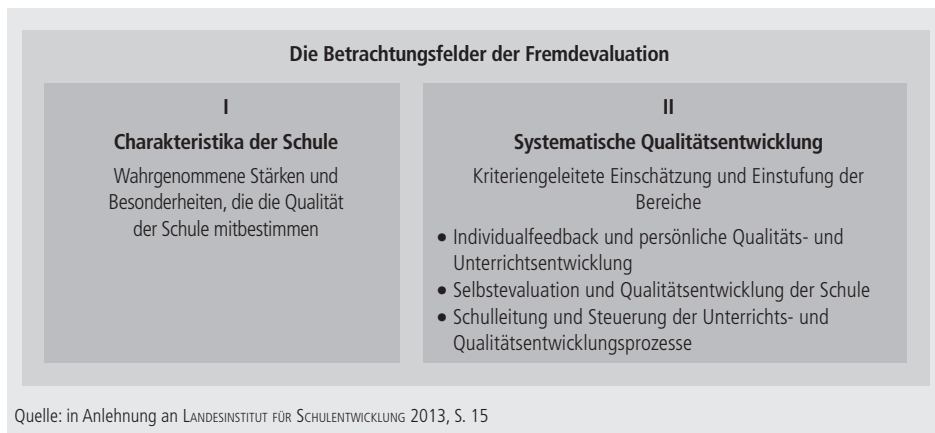 Die Betrachtungsfelder der Fremdevaluation
I
Charakteristika der Schule
Wahrgenommene Stärken und
Besonderheiten, die die Qualität
der Schule mitbestimmen
II
Systematische Qualitätsentwicklung
Kriteriengeleitete Einschätzung und Einstufung der
Bereiche
• Individualfeedback und persönliche Qualitäts- und
Unterrichtsentwicklung
• Selbstevaluation und Qualitätsentwicklung der Schule
• Schulleitung und Steuerung der Unterrichts- und
Qualitätsentwicklungsprozesse
Quelle: in Anlehnung an LANDESINSTITUT FÜR SCHULENTWICKLUNG 2013, S. 15